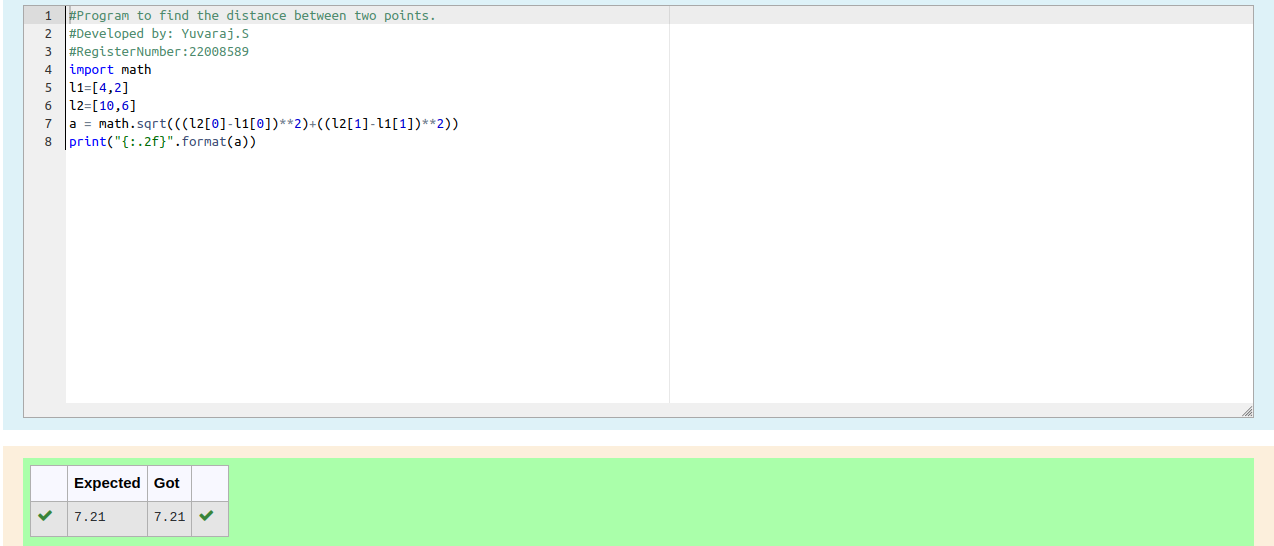 1 #Program to find the distance between two points.
2 #Developed by: Yuvaraj.S
3 #RegisterNumber:22008589
4 import math
5 l1=[4,2]
6 l2=[10,6]
7 a = math.sqrt(((l2[0]-l1[0])**2)+((l2[1]-l1[1])**2))
8 print("{:.2f}".format(a))
Expected Got
7.21 7.21